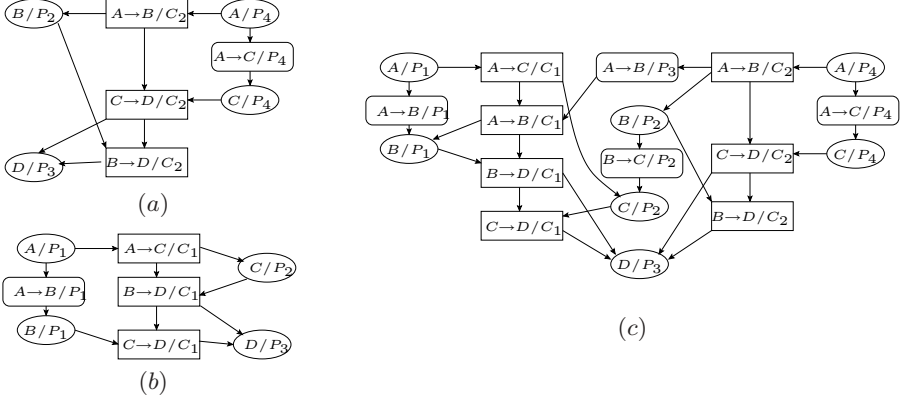 B/P₂ A→B/C₂ A/P₄
A→C/P₄
C→D/C₂ C/P₄
D/P₃ B→D/C₂
(a)
A/P₁ A→C/C₁
C/P₂
A→B/P₁ B→D/C₁
B/P₁ C→D/C₁ D/P₃
(b)
A/P₁ A→C/C₁ A→B/P₃ A→B/C₂ A/P₄
A→B/P₁ A→B/C₁ B/P₂ A→C/P₄
B/P₁ B→C/P₂ C→D/C₂ C/P₄
B→D/C₁
C→D/C₁ C/P₂ B→D/C₂
D/P₃
(c)